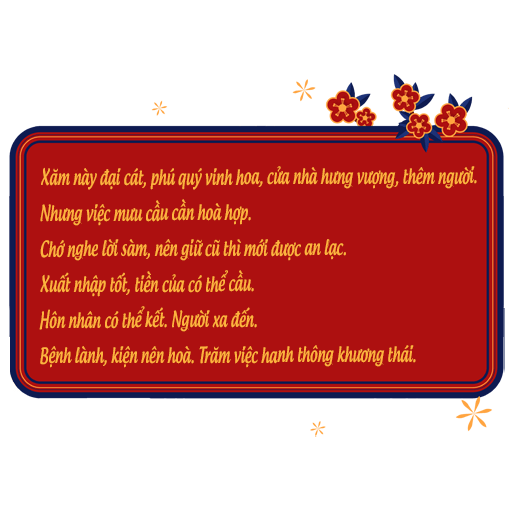 Xăm này đại cát, phú quý vinh hoa, cửa nhà hưng vượng, thêm người.
Nhưng việc mưu cầu cần hoà hợp.
Chớ nghe lời sàm, nên giữ cũ thì mới được an lạc.
Xuất nhập tốt, tiền của có thể cầu.
Hôn nhân có thể kết. Người xa đến.
Bệnh lành, kiện nên hoà. Trăm việc hanh thông khương thái.